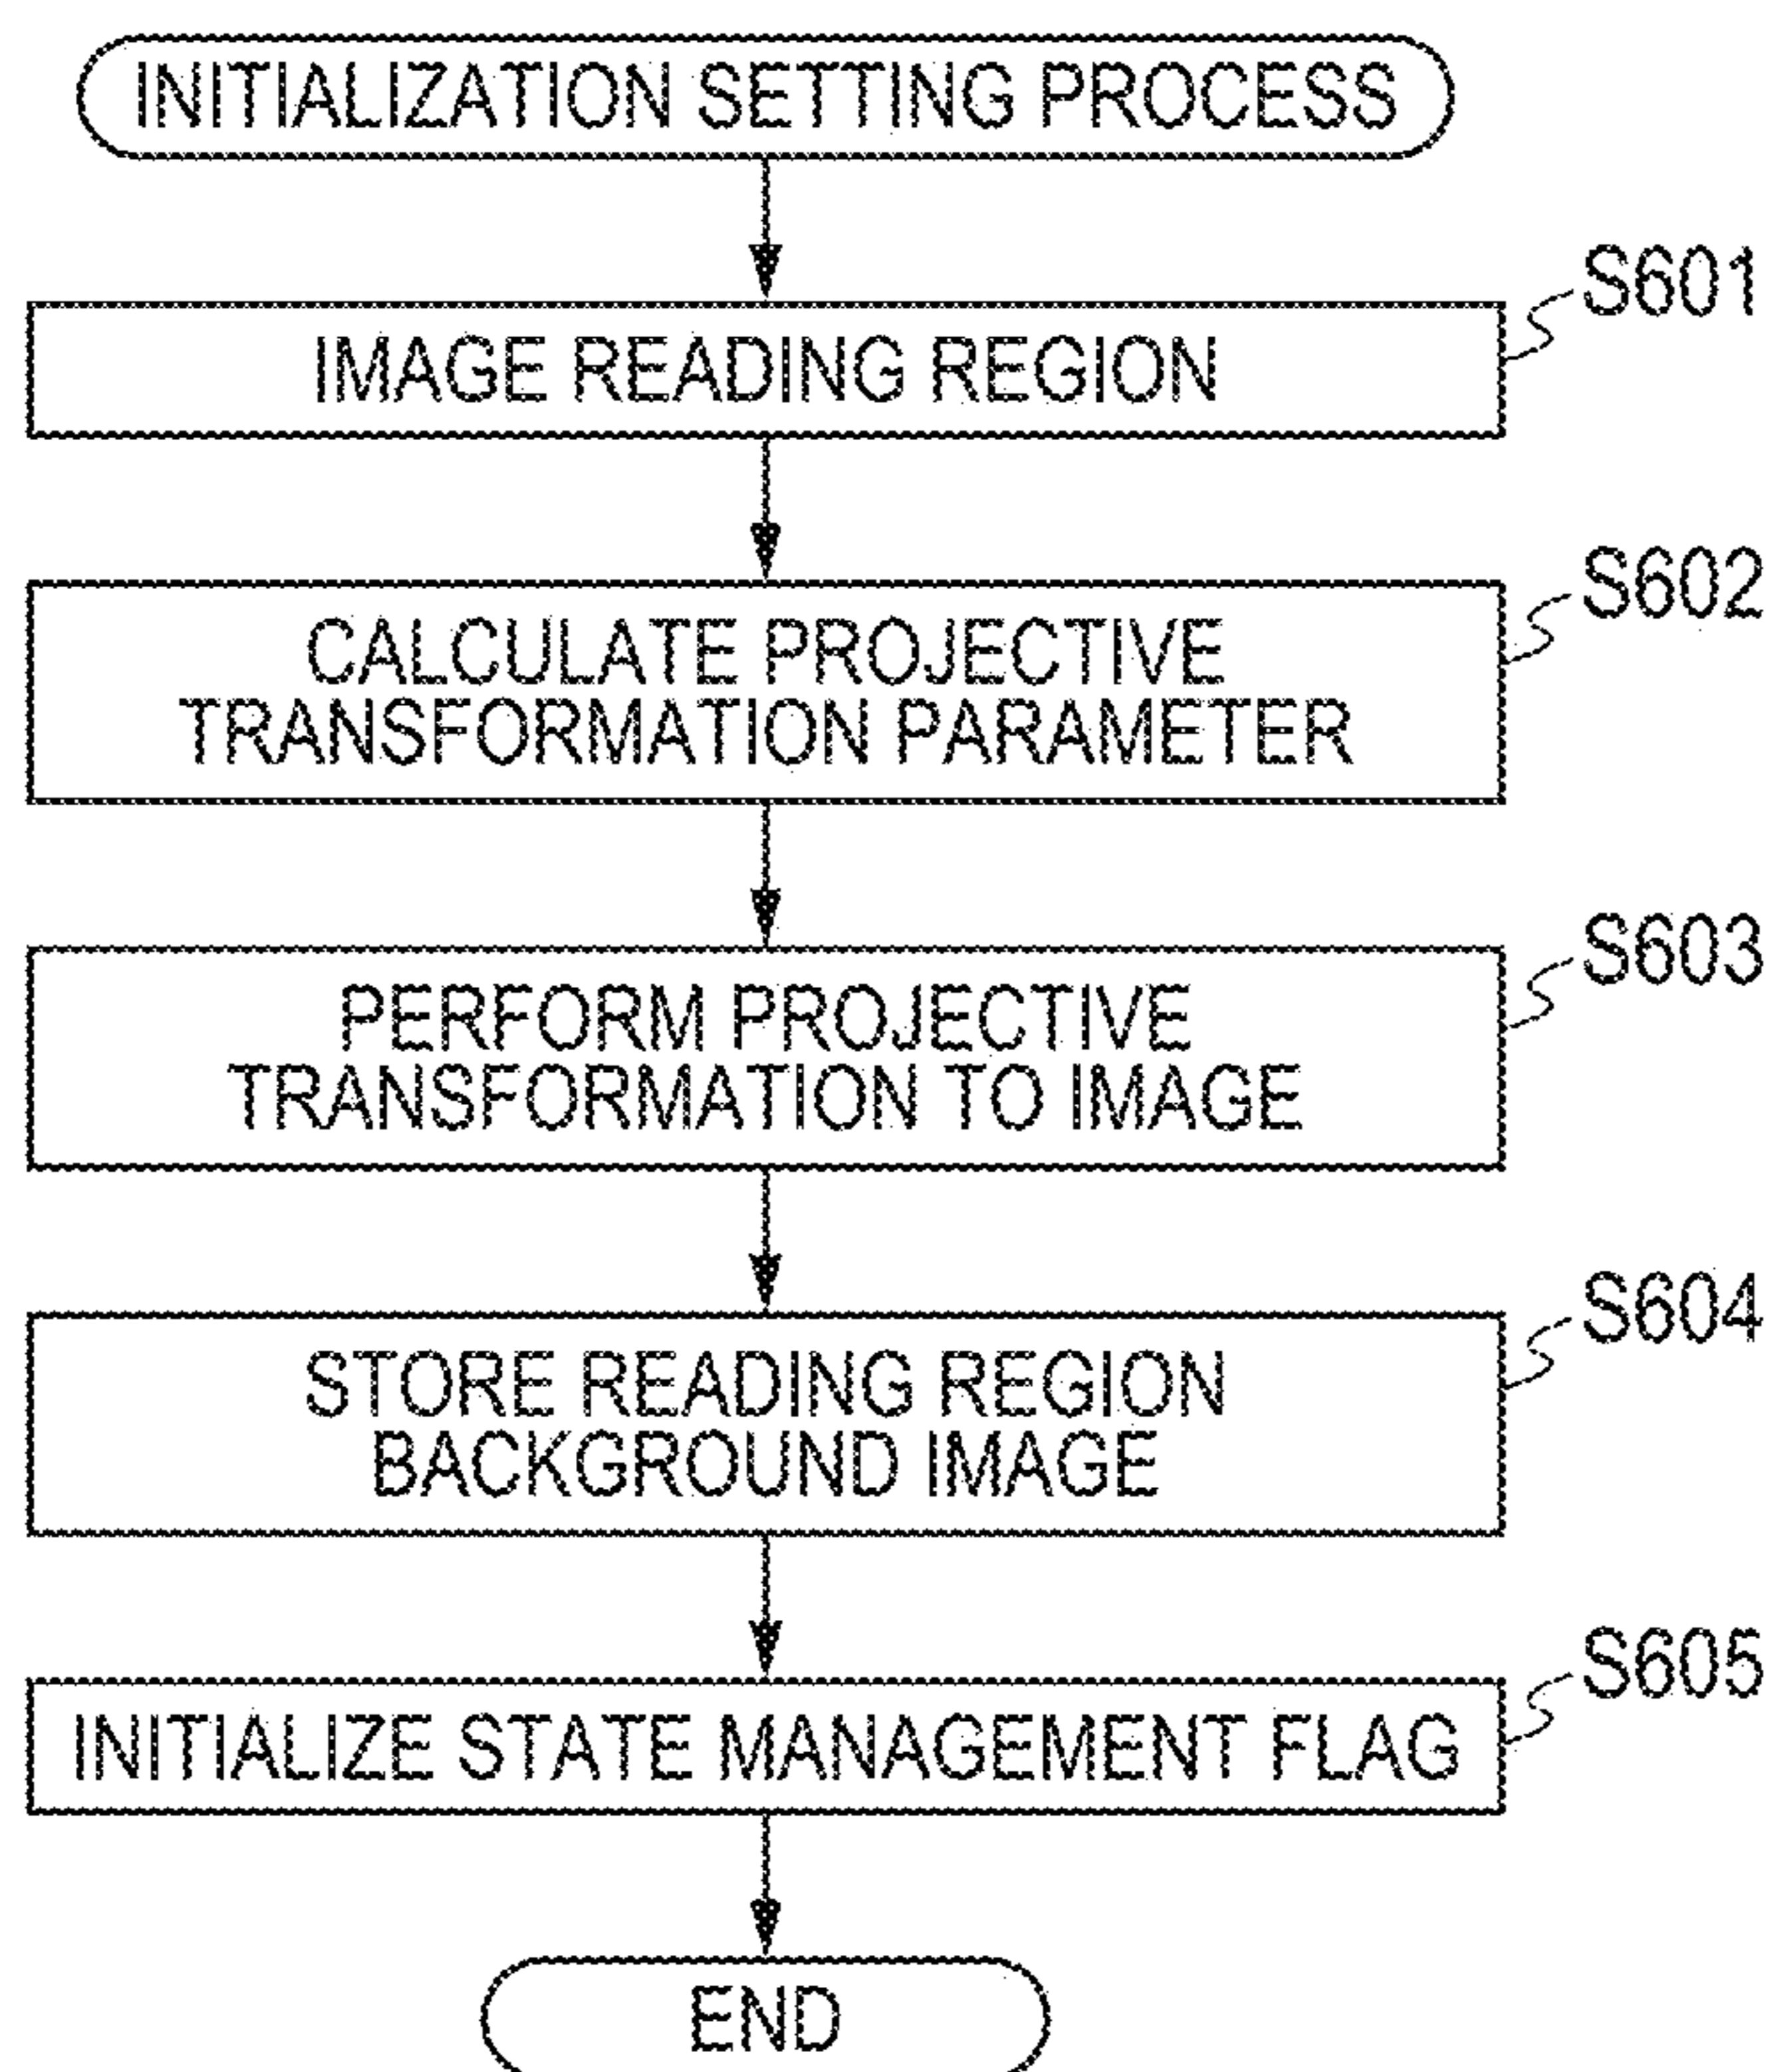 INITIALIZATION SETTING PROCESS
S601
IMAGE READING REGION
S602
CALCULATE PROJECTIVE
TRANSFORMATION PARAMETER
S603
PERFORM PROJECTIVE
TRANSFORMATION TO IMAGE
S604
STORE READING REGION
BACKGROUND IMAGE
S605
INITIALIZE STATE MANAGEMENT FLAG
END